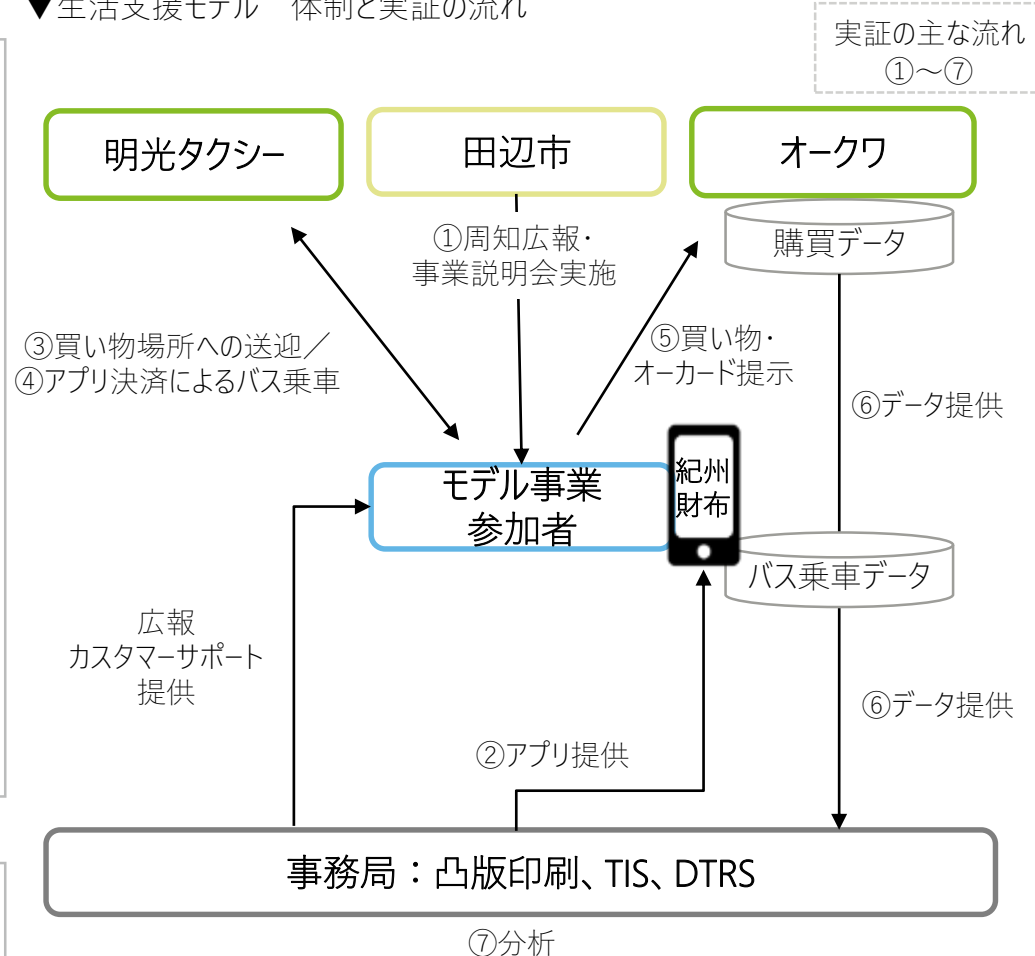 ▼生活支援モデル　体制と実証の流れ
実証の主な流れ
①～⑦
明光タクシー
田辺市
オークワ
購買データ
①周知広報・
事業説明会実施
③買い物場所への送迎／
④アプリ決済によるバス乗車
⑤買い物・
オーカード提示
⑥データ提供
モデル事業
参加者
紀州
財布
バス乗車データ
広報
カスタマーサポート
提供
⑥データ提供
②アプリ提供
事務局：凸版印刷、TIS、DTRS
⑦分析